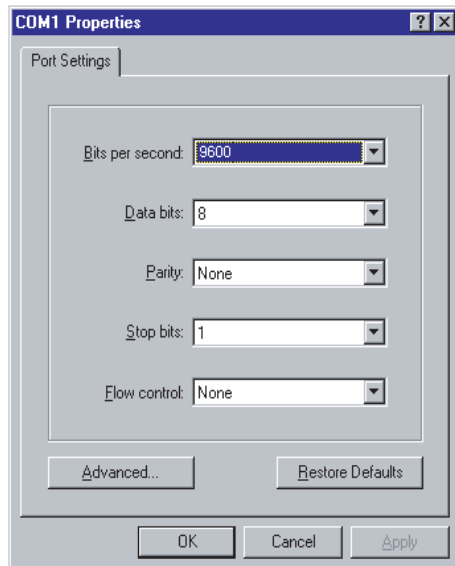 COM1 Properties
Port Settings
Bits per second: 9600
Data bits: 8
Parity: None
Stop bits: 1
Flow control: None
Advanced... Restore Defaults
OK Cancel Apply